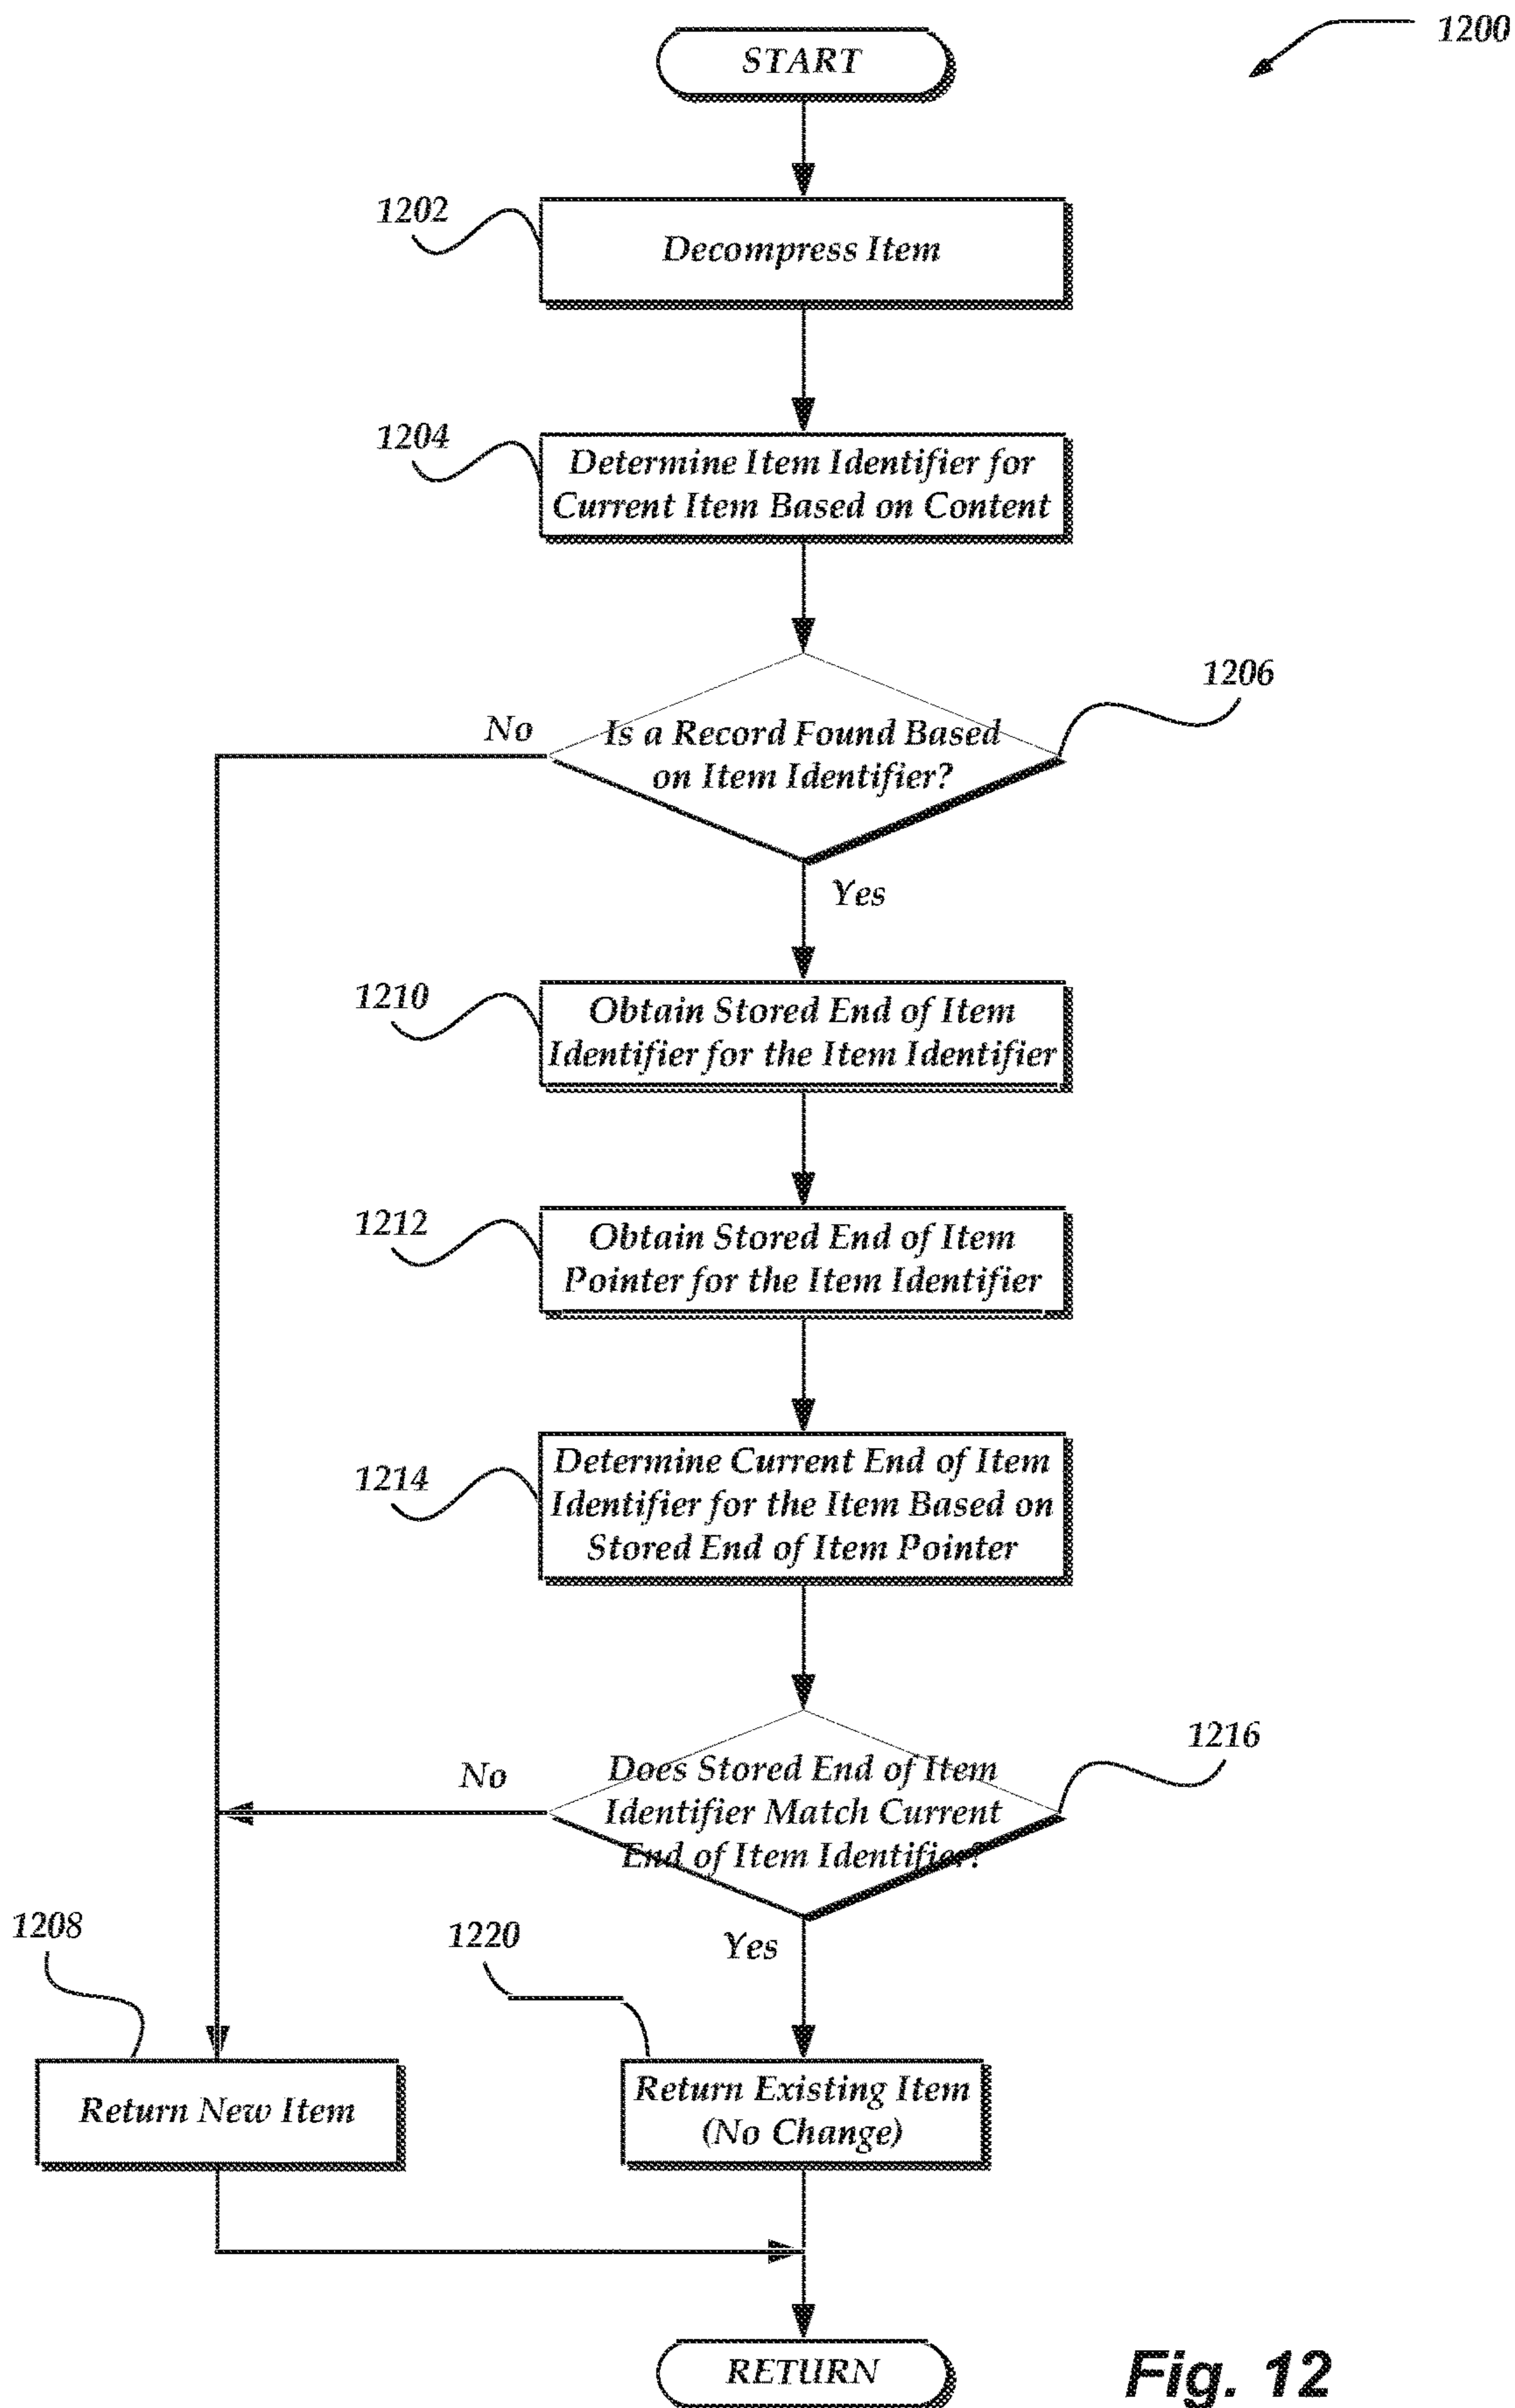 1200
START
1202
Decompress Item
1204
Determine Item Identifier for
Current Item Based on Content
1206
No
Is a Record Found Based
on Item Identifier?
Yes
1210
Obtain Stored End of Item
Identifier for the Item Identifier
1212
Obtain Stored End of Item
Pointer for the Item Identifier
1214
Determine Current End of Item
Identifier for the Item Based on
Stored End of Item Pointer
1216
No
Does Stored End of Item
Identifier Match Current
End of Item Identifier?
1208
1220
Yes
Return New Item
Return Existing Item
(No Change)
RETURN
Fig. 12